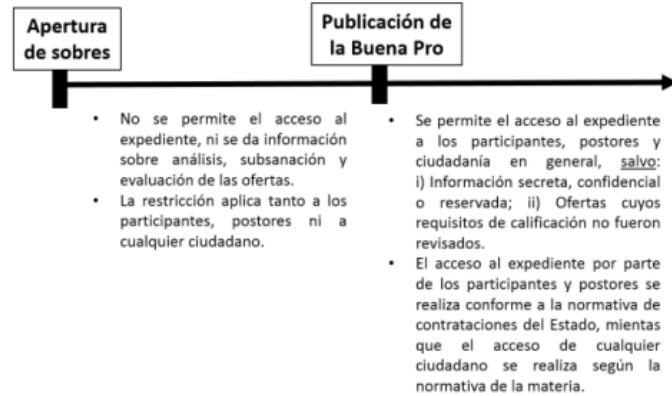 Apertura
de sobres
Publicación de
la Buena Pro
• No se permite el acceso al
expediente, ni se da información
sobre análisis, subsanación y
evaluación de las ofertas.
• La restricción aplica tanto a los
participantes, postores ni a
cualquier ciudadano.
• Se permite el acceso al expediente
a los participantes, postores y
ciudadanía en general, salvo:
i) Información secreta, confidencial
o reservada; ii) Ofertas cuyos
requisitos de calificación no fueron
revisados.
• El acceso al expediente por parte
de los participantes y postores se
realiza conforme a la normativa de
contrataciones del Estado, mientas
que el acceso de cualquier
ciudadano se realiza según la
normativa de la materia.